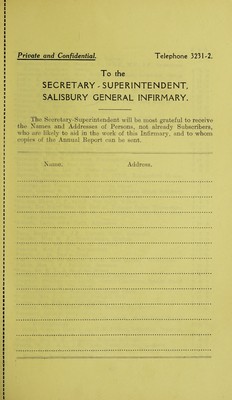 Private and Confidential. Telephone 3231-2.
To the
SECRETARY - SUPERINTENDENT,
SALISBURY GENERAL INFIRMARY.
The Secretary-Superintendent will be most grateful to receive
the Names and Addresses of Persons, not already Subscribers,
who are likely to aid in the work of this Infirmary, and to whom
copies of the Annual Report can be sent.
Name. Address.